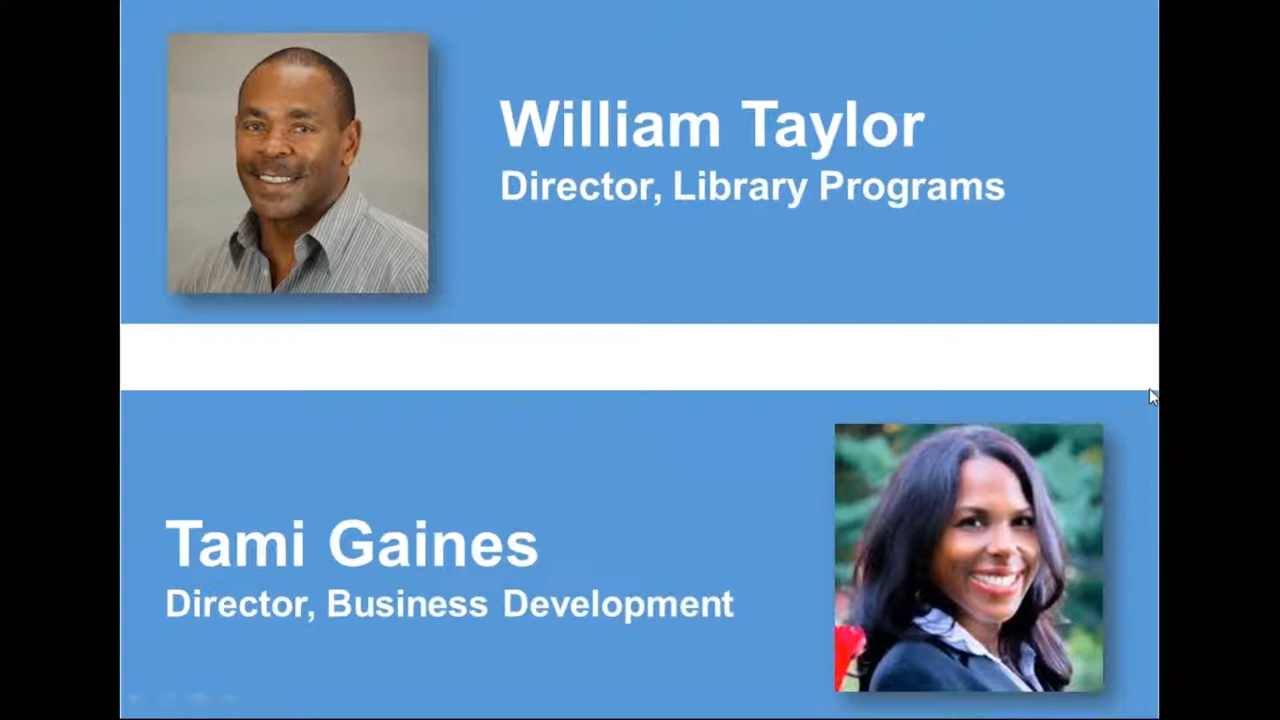 William Taylor
Director, Library Programs
Tami Gaines
Director, Business Development